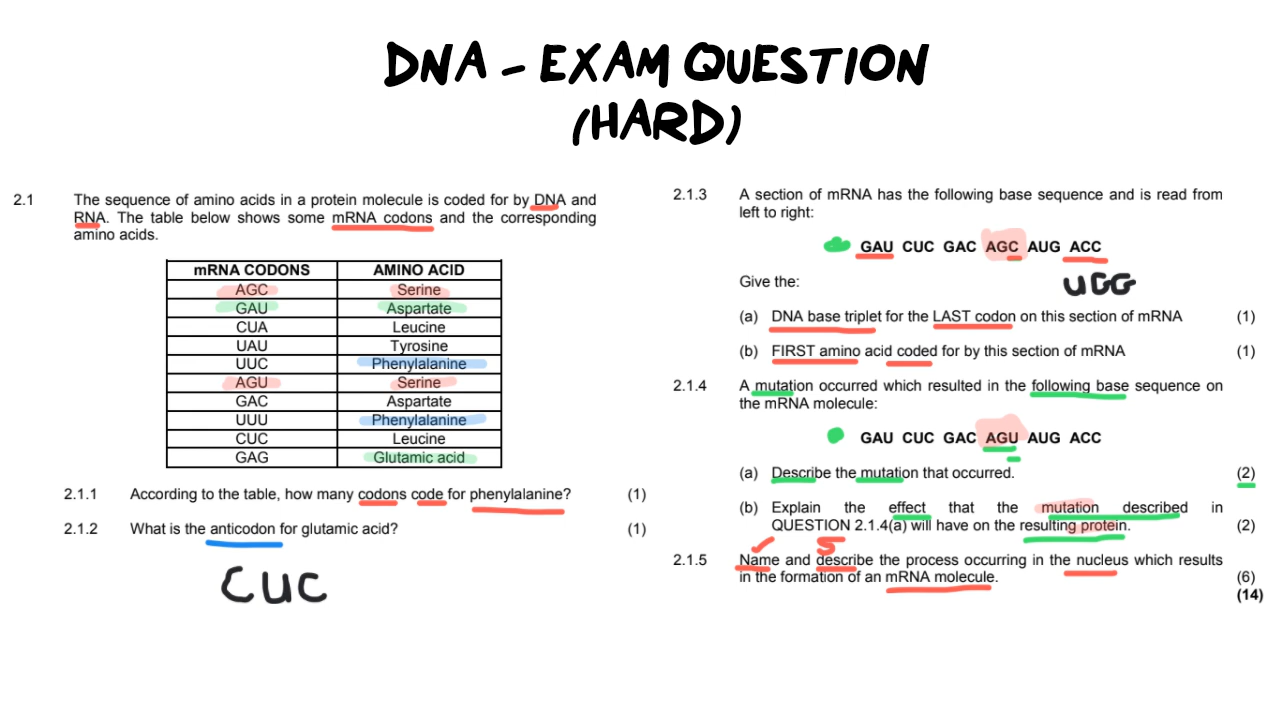 DNA - EXAM QUESTION
(HARD)
2.1 The sequence of amino acids in a protein molecule is coded for by DNA and
RNA. The table below shows some mRNA codons and the corresponding
amino acids.
mRNA CODONS AMINO ACID
AGC Serine
GAU Aspartate
CUA Leucine
UAU Tyrosine
UUC Phenylalanine
AGU Serine
GAC Aspartate
UUU Phenylalanine
CUC Leucine
GAG Glutamic acid
2.1.1 According to the table, how many codons code for phenylalanine? (1)
2.1.2 What is the anticodon for glutamic acid? (1)
CUC
2.1.3 A section of mRNA has the following base sequence and is read from
left to right:
GAU CUC GAC AGC AUG ACC
Give the:
UGG
(a) DNA base triplet for the LAST codon on this section of mRNA (1)
(b) FIRST amino acid coded for by this section of mRNA (1)
2.1.4 A mutation occurred which resulted in the following base sequence on
the mRNA molecule:
GAU CUC GAC AGU AUG ACC
(a) Describe the mutation that occurred. (2)
(b) Explain the effect that the mutation described in
QUESTION 2.1.4(a) will have on the resulting protein. (2)
5
2.1.5 Name and describe the process occurring in the nucleus which results
in the formation of an mRNA molecule. (6)
(14)